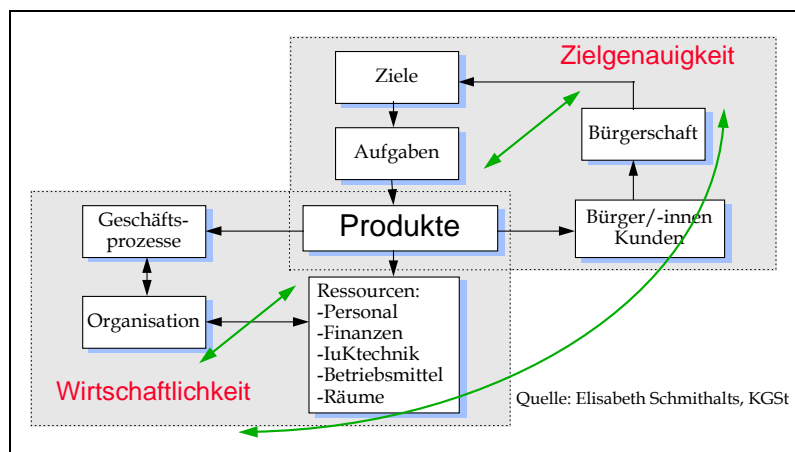 Zielgenauigkeit
Ziele
Aufgaben
Bürgerschaft
Geschäfts-
prozesse
Produkte
Bürger/-innen
Kunden
Organisation
Ressourcen:
-Personal
-Finanzen
-IuKtechnik
-Betriebsmittel
-Räume
Wirtschaftlichkeit
Quelle: Elisabeth Schmithalts, KGSt